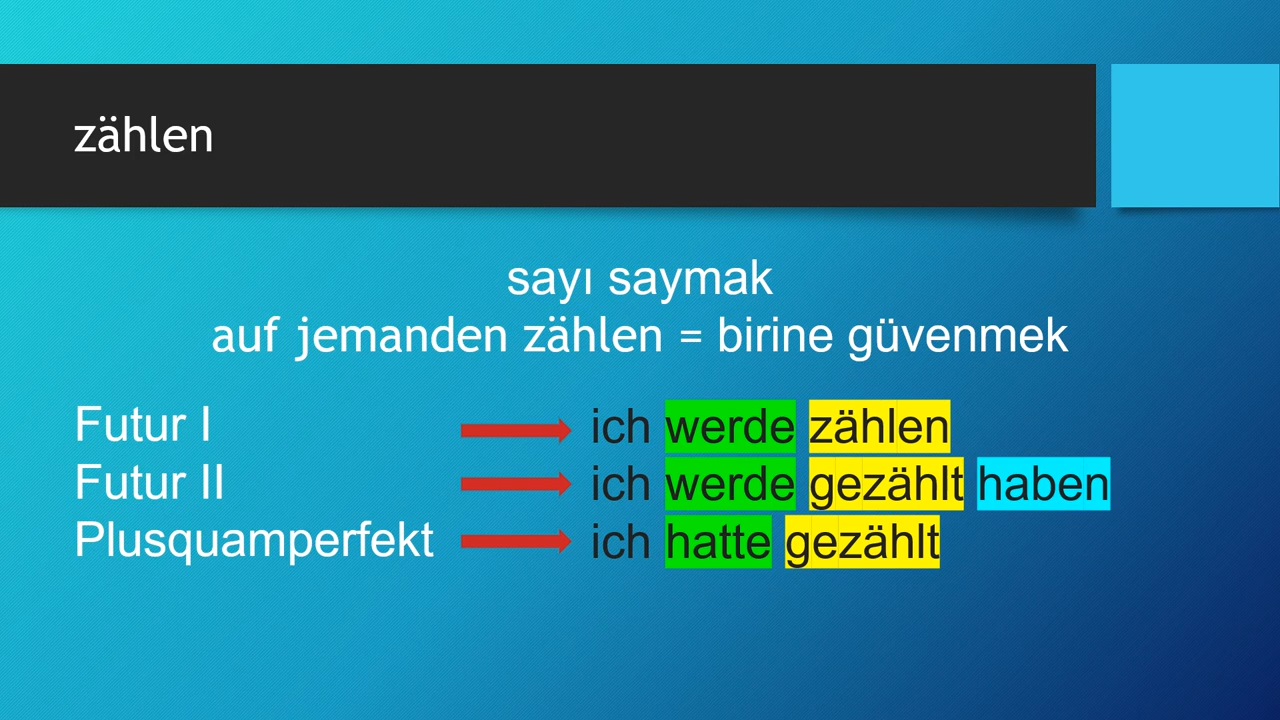 zählen
sayı saymak
auf jemanden zählen = birine güvenmek
Futur I ich werde zählen
Futur II ich werde gezählt haben
Plusquamperfekt ich hatte gezählt